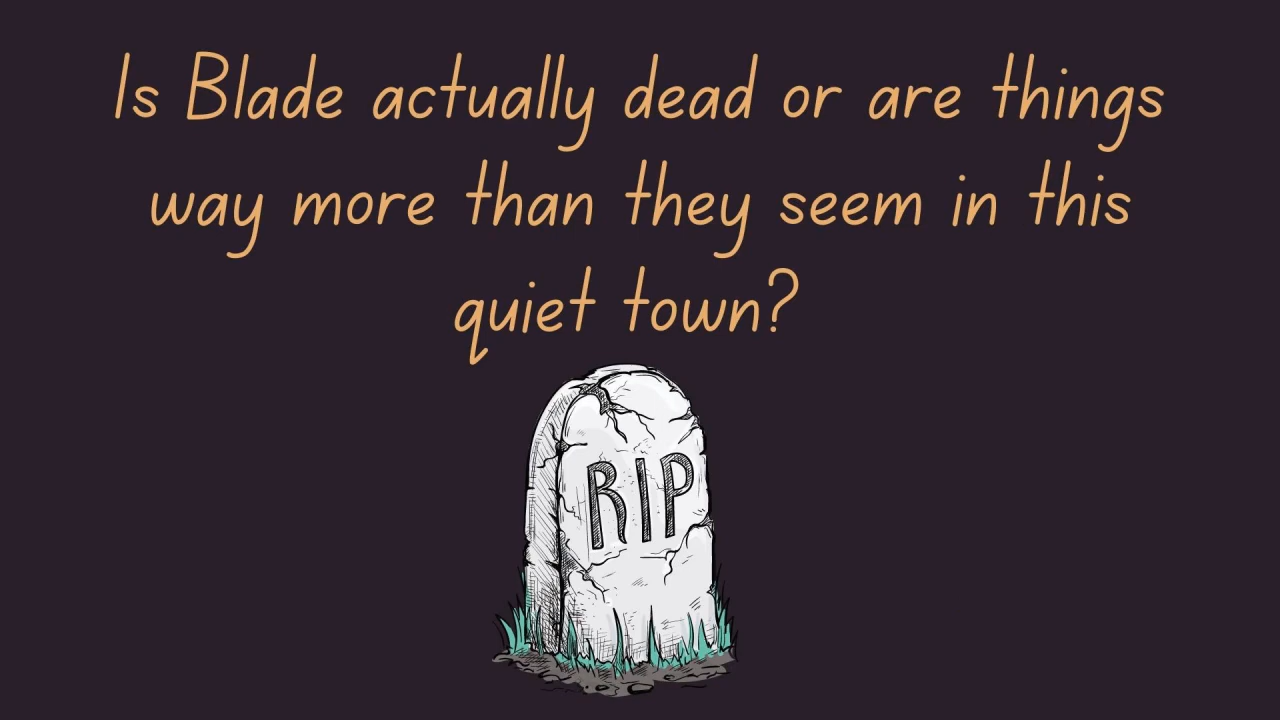 Is Blade actually dead or are things
way more than they seem in this
quiet town?
RIP